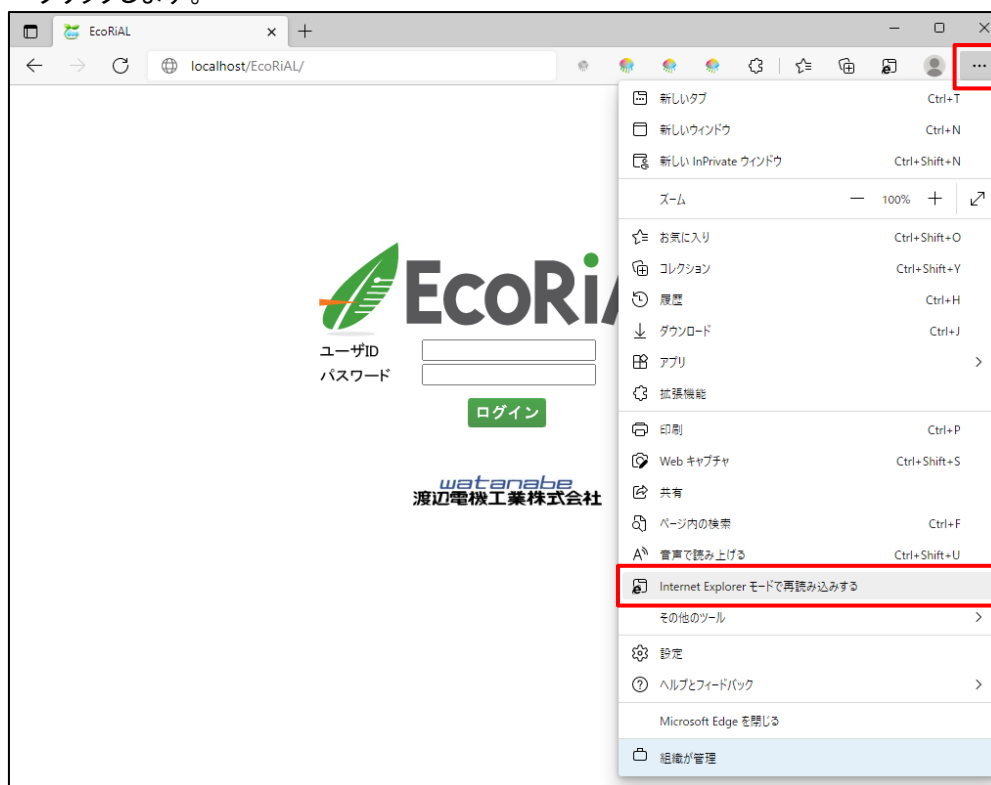 クリックします。
EcoRiAL
localhost/EcoRiAL/
新しいタブ Ctrl+T
新しいウィンドウ Ctrl+N
新しい InPrivate ウィンドウ Ctrl+Shift+N
ズーム 100%
お気に入り Ctrl+Shift+O
コレクション Ctrl+Shift+Y
履歴 Ctrl+H
ダウンロード Ctrl+J
アプリ
拡張機能
印刷 Ctrl+P
Web キャプチャ Ctrl+Shift+S
共有
ページ内の検索 Ctrl+F
音声で読み上げる Ctrl+Shift+U
Internet Explorer モードで再読み込みする
その他のツール
設定
ヘルプとフィードバック
Microsoft Edge を閉じる
組織が管理
EcoRi
ユーザID
パスワード
ログイン
watanabe
渡辺電機工業株式会社